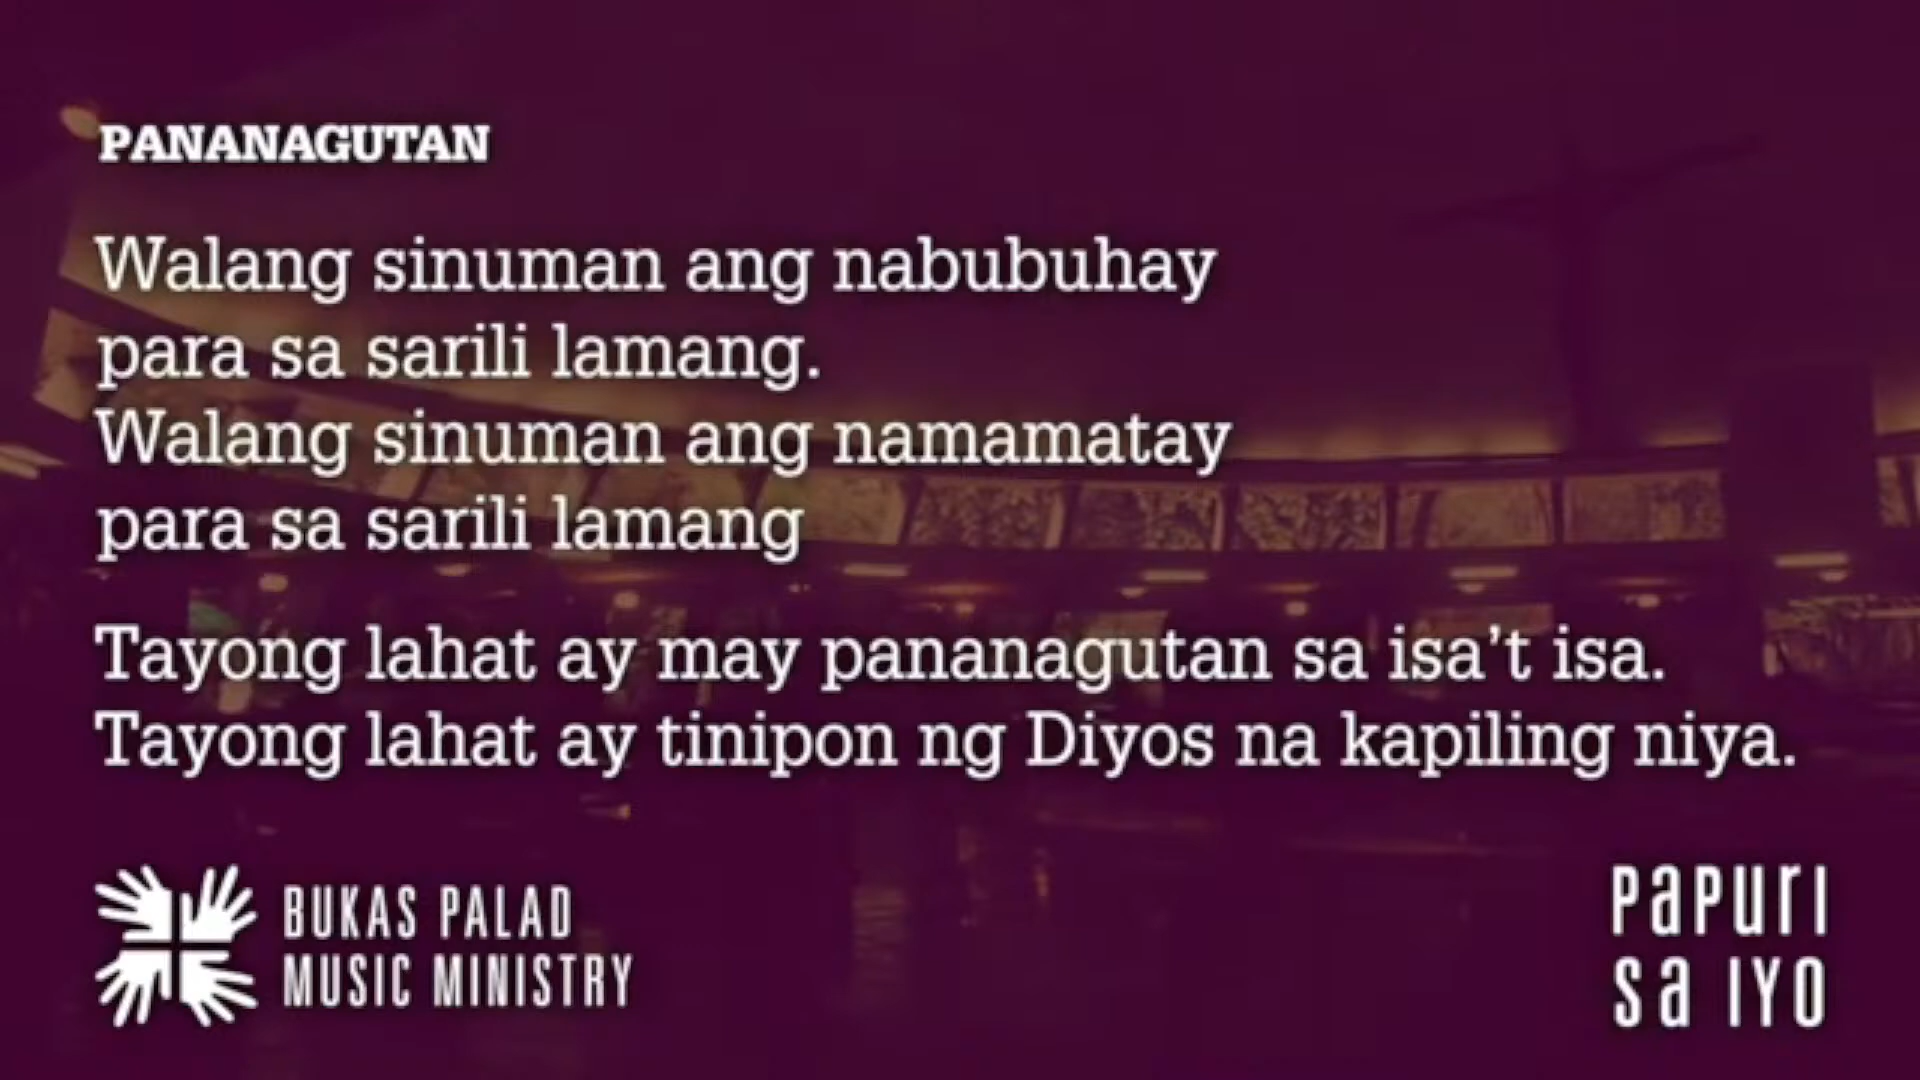 PANANAGUTAN
Walang sinuman ang nabubuhay
para sa sarili lamang.
Walang sinuman ang namamatay
para sa sarili lamang
Tayong lahat ay may pananagutan sa isa’t isa.
Tayong lahat ay tinipon ng Diyos na kapiling niya.
BUKAS PALAD
MUSIC MINISTRY
PaPURI
Sa IYO